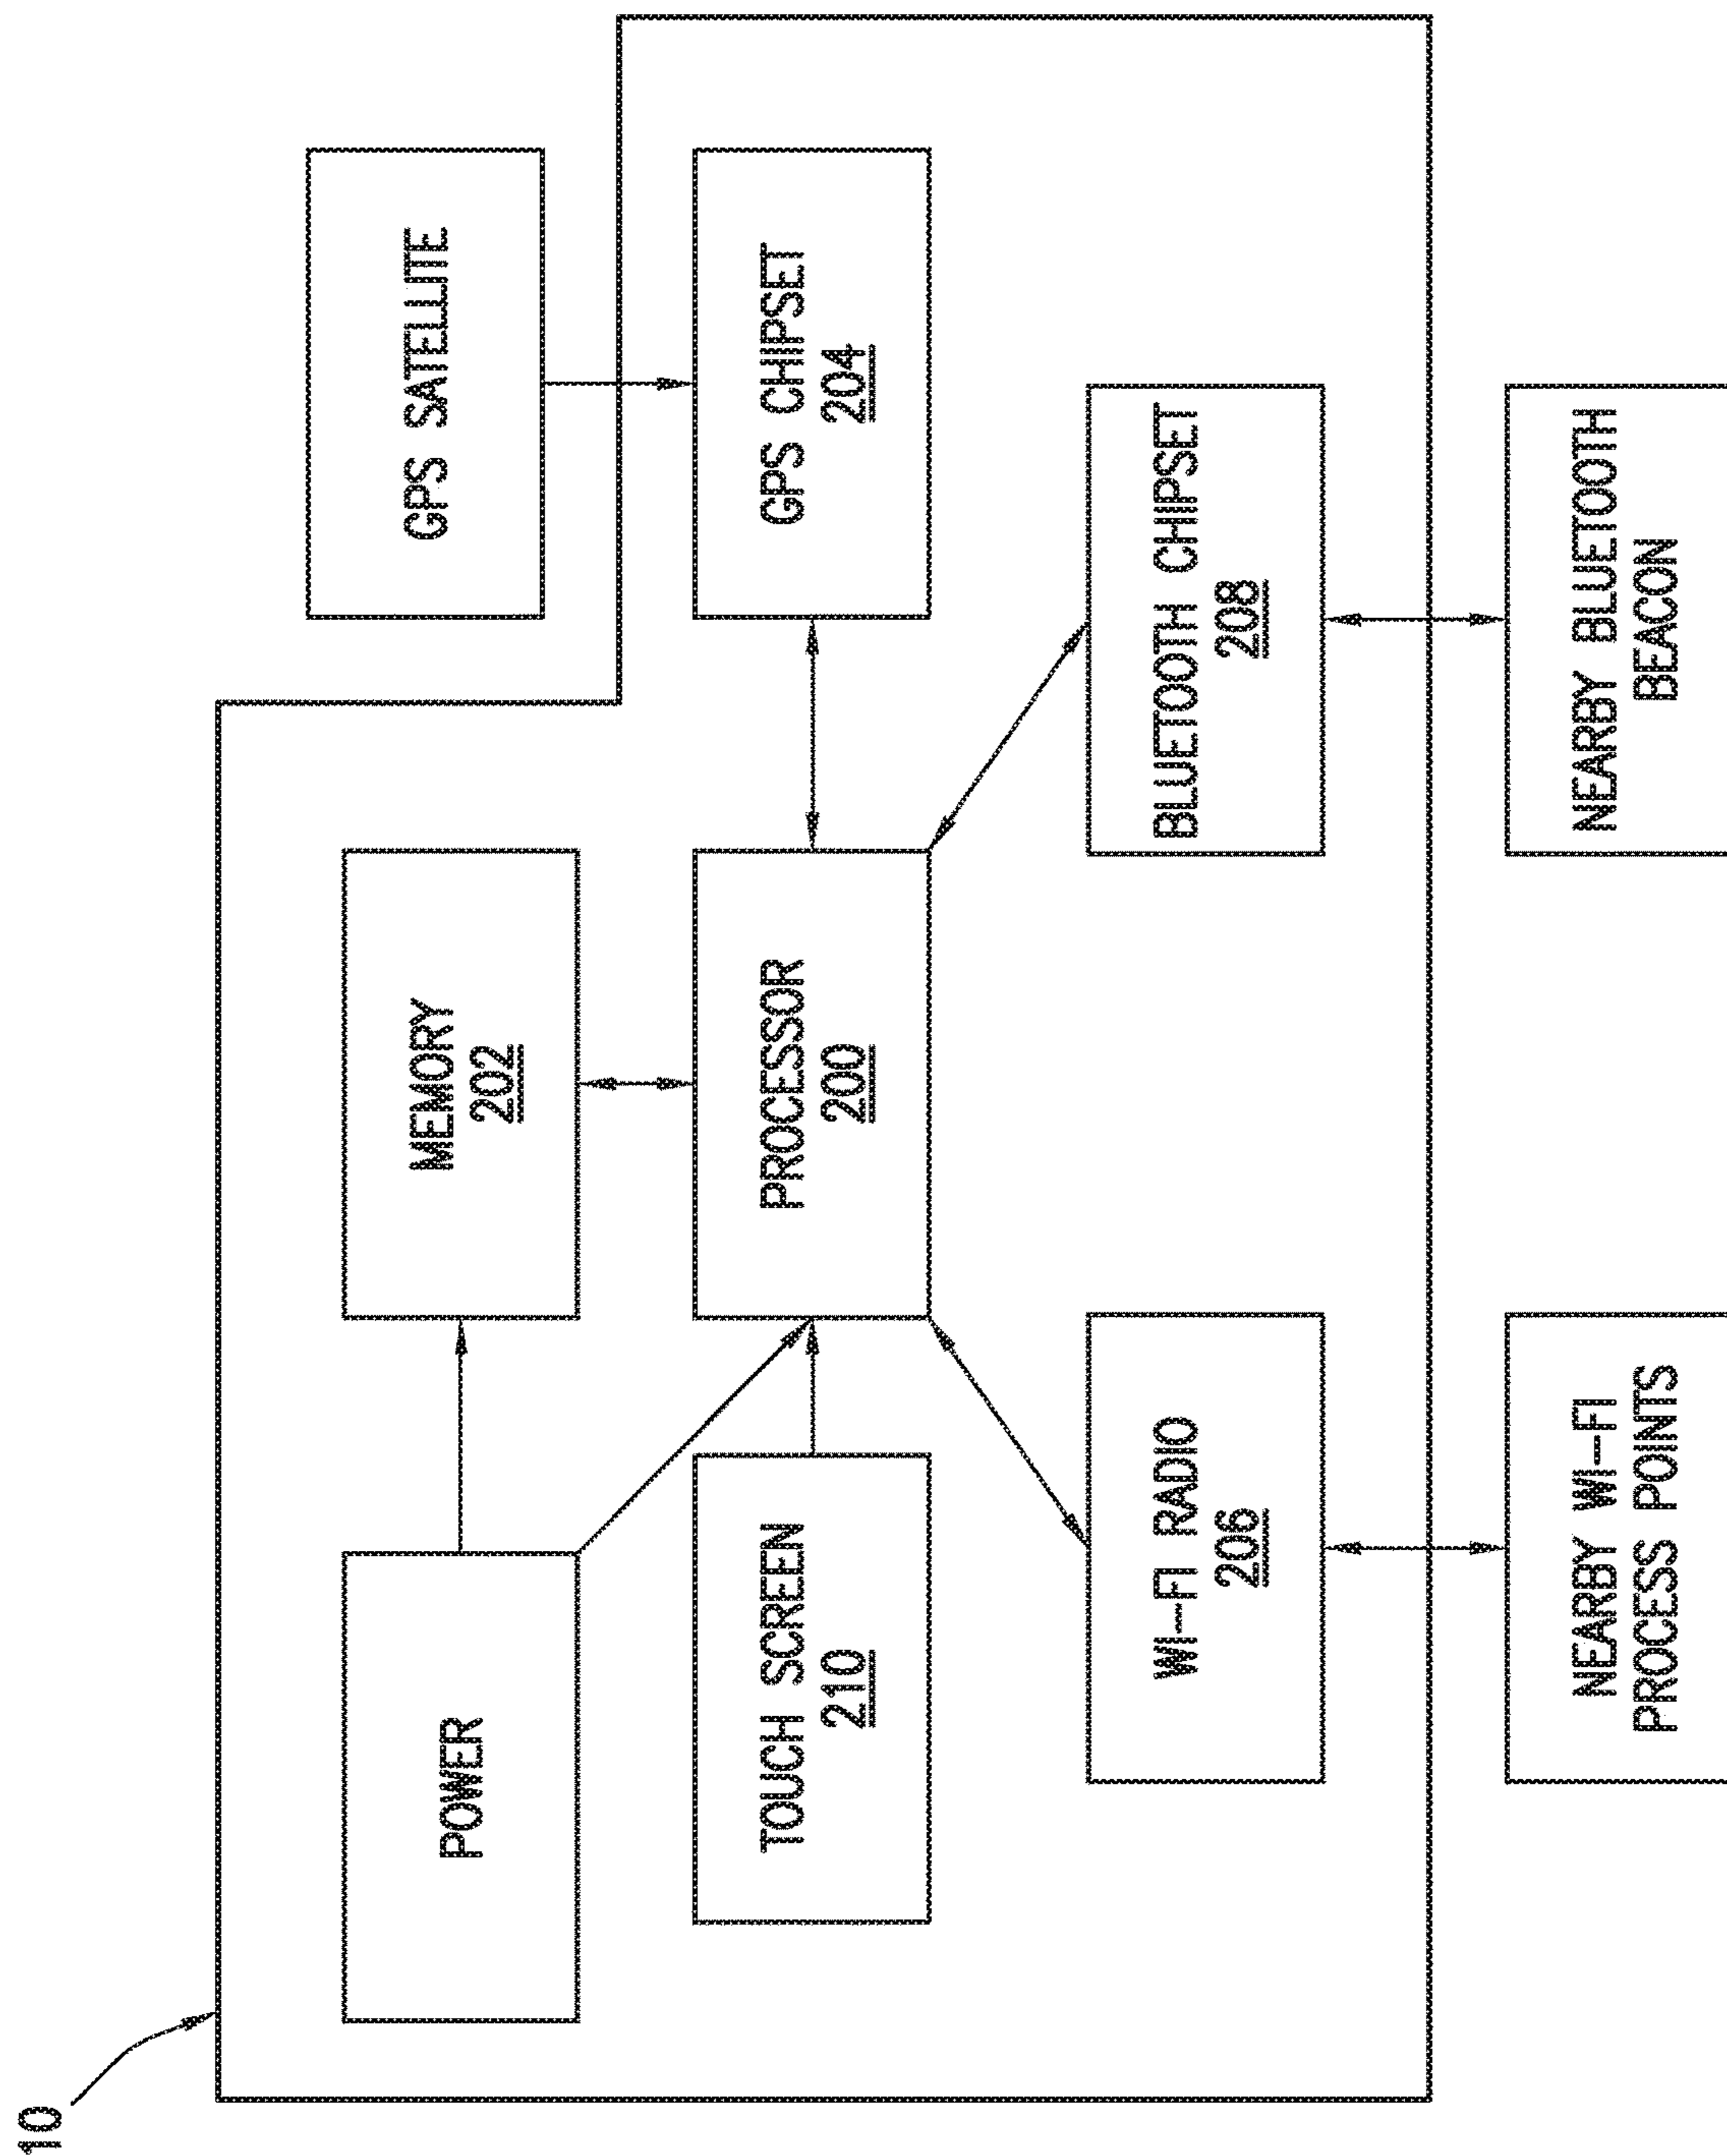 10
POWER
MEMORY
202
GPS SATELLITE
TOUCH SCREEN
210
PROCESSOR
200
GPS CHIPSET
204
WI-FI RADIO
206
BLUETOOTH CHIPSET
208
NEARBY WI-FI
PROCESS POINTS
NEARBY BLUETOOTH
BEACON